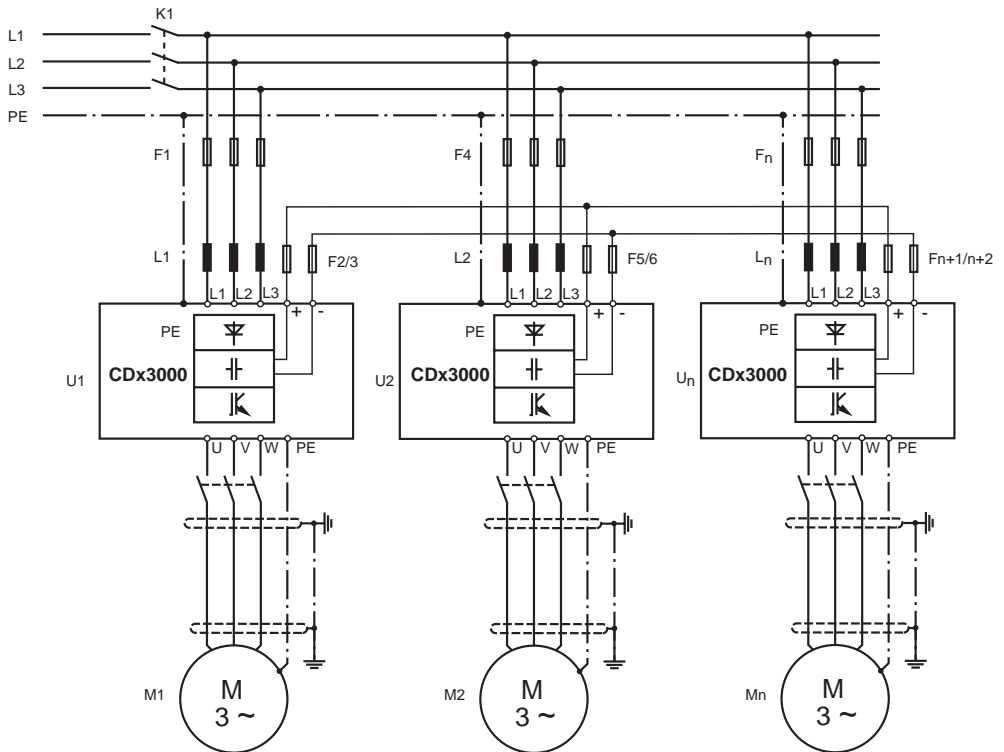 K1
L1
L2
L3
PE
F1 F4 Fn
L1 F2/3 L2 F5/6 Ln Fn+1/n+2
L1 L2 L3 L1 L2 L3 L1 L2 L3
+ - + - + -
PE PE PE
U1 CDx3000 U2 CDx3000 Un CDx3000
U V W PE U V W PE U V W PE
M1 M M2 M Mn M
3 ~ 3 ~ 3 ~